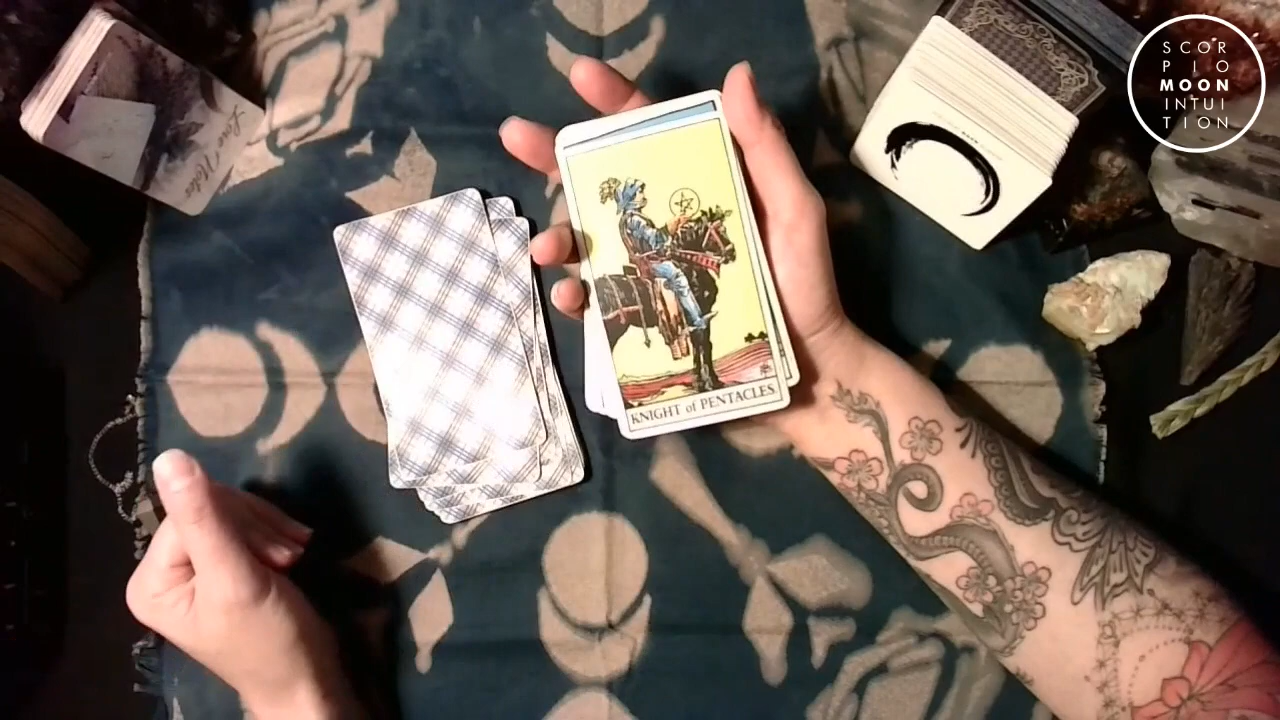 Love Notes
KNIGHT of PENTACLES
SCOR
PIO
MOON
INTUI
TION